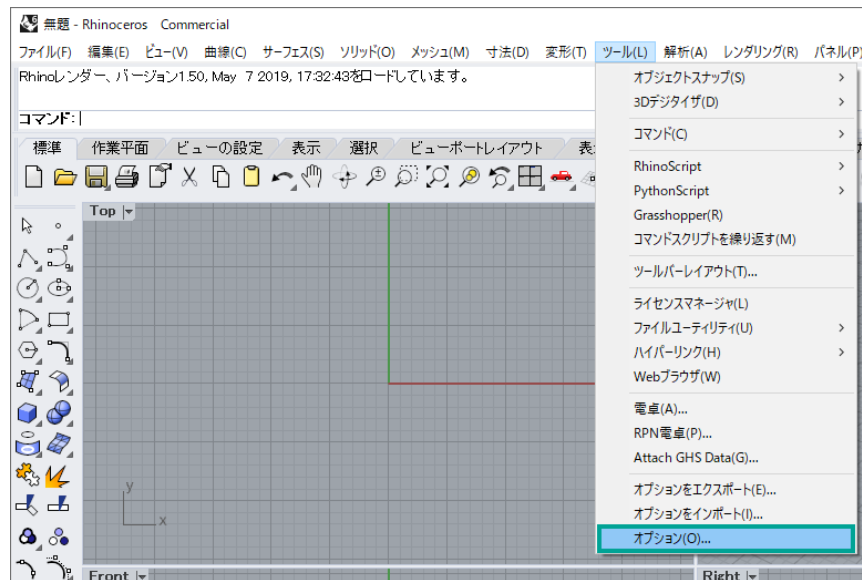 無題 - Rhinoceros Commercial
ファイル(F) 編集(E) ビュー(V) 曲線(C) サーフェス(S) ソリッド(O) メッシュ(M) 寸法(D) 変形(T) ツール(L) 解析(A) レンダリング(R) パネル(P)
Rhinoレンダー、バージョン1.50, May 7 2019, 17:32:43をロードしています。
コマンド:
標準 作業平面 ビューの設定 表示 選択 ビューポートレイアウト 表
Top
オブジェクトスナップ(S)
3Dデジタイザ(D)
コマンド(C)
RhinoScript
PythonScript
Grasshopper(R)
コマンドスクリプトを繰り返す(M)
ツールバーレイアウト(T)...
ライセンスマネージャ(L)
ファイルユーティリティ(U)
ハイパーリンク(H)
Webブラウザ(W)
電卓(A)...
RPN電卓(P)...
Attach GHS Data(G)...
オプションをエクスポート(E)...
オプションをインポート(I)...
オプション(O)...
y
x
Front
Right